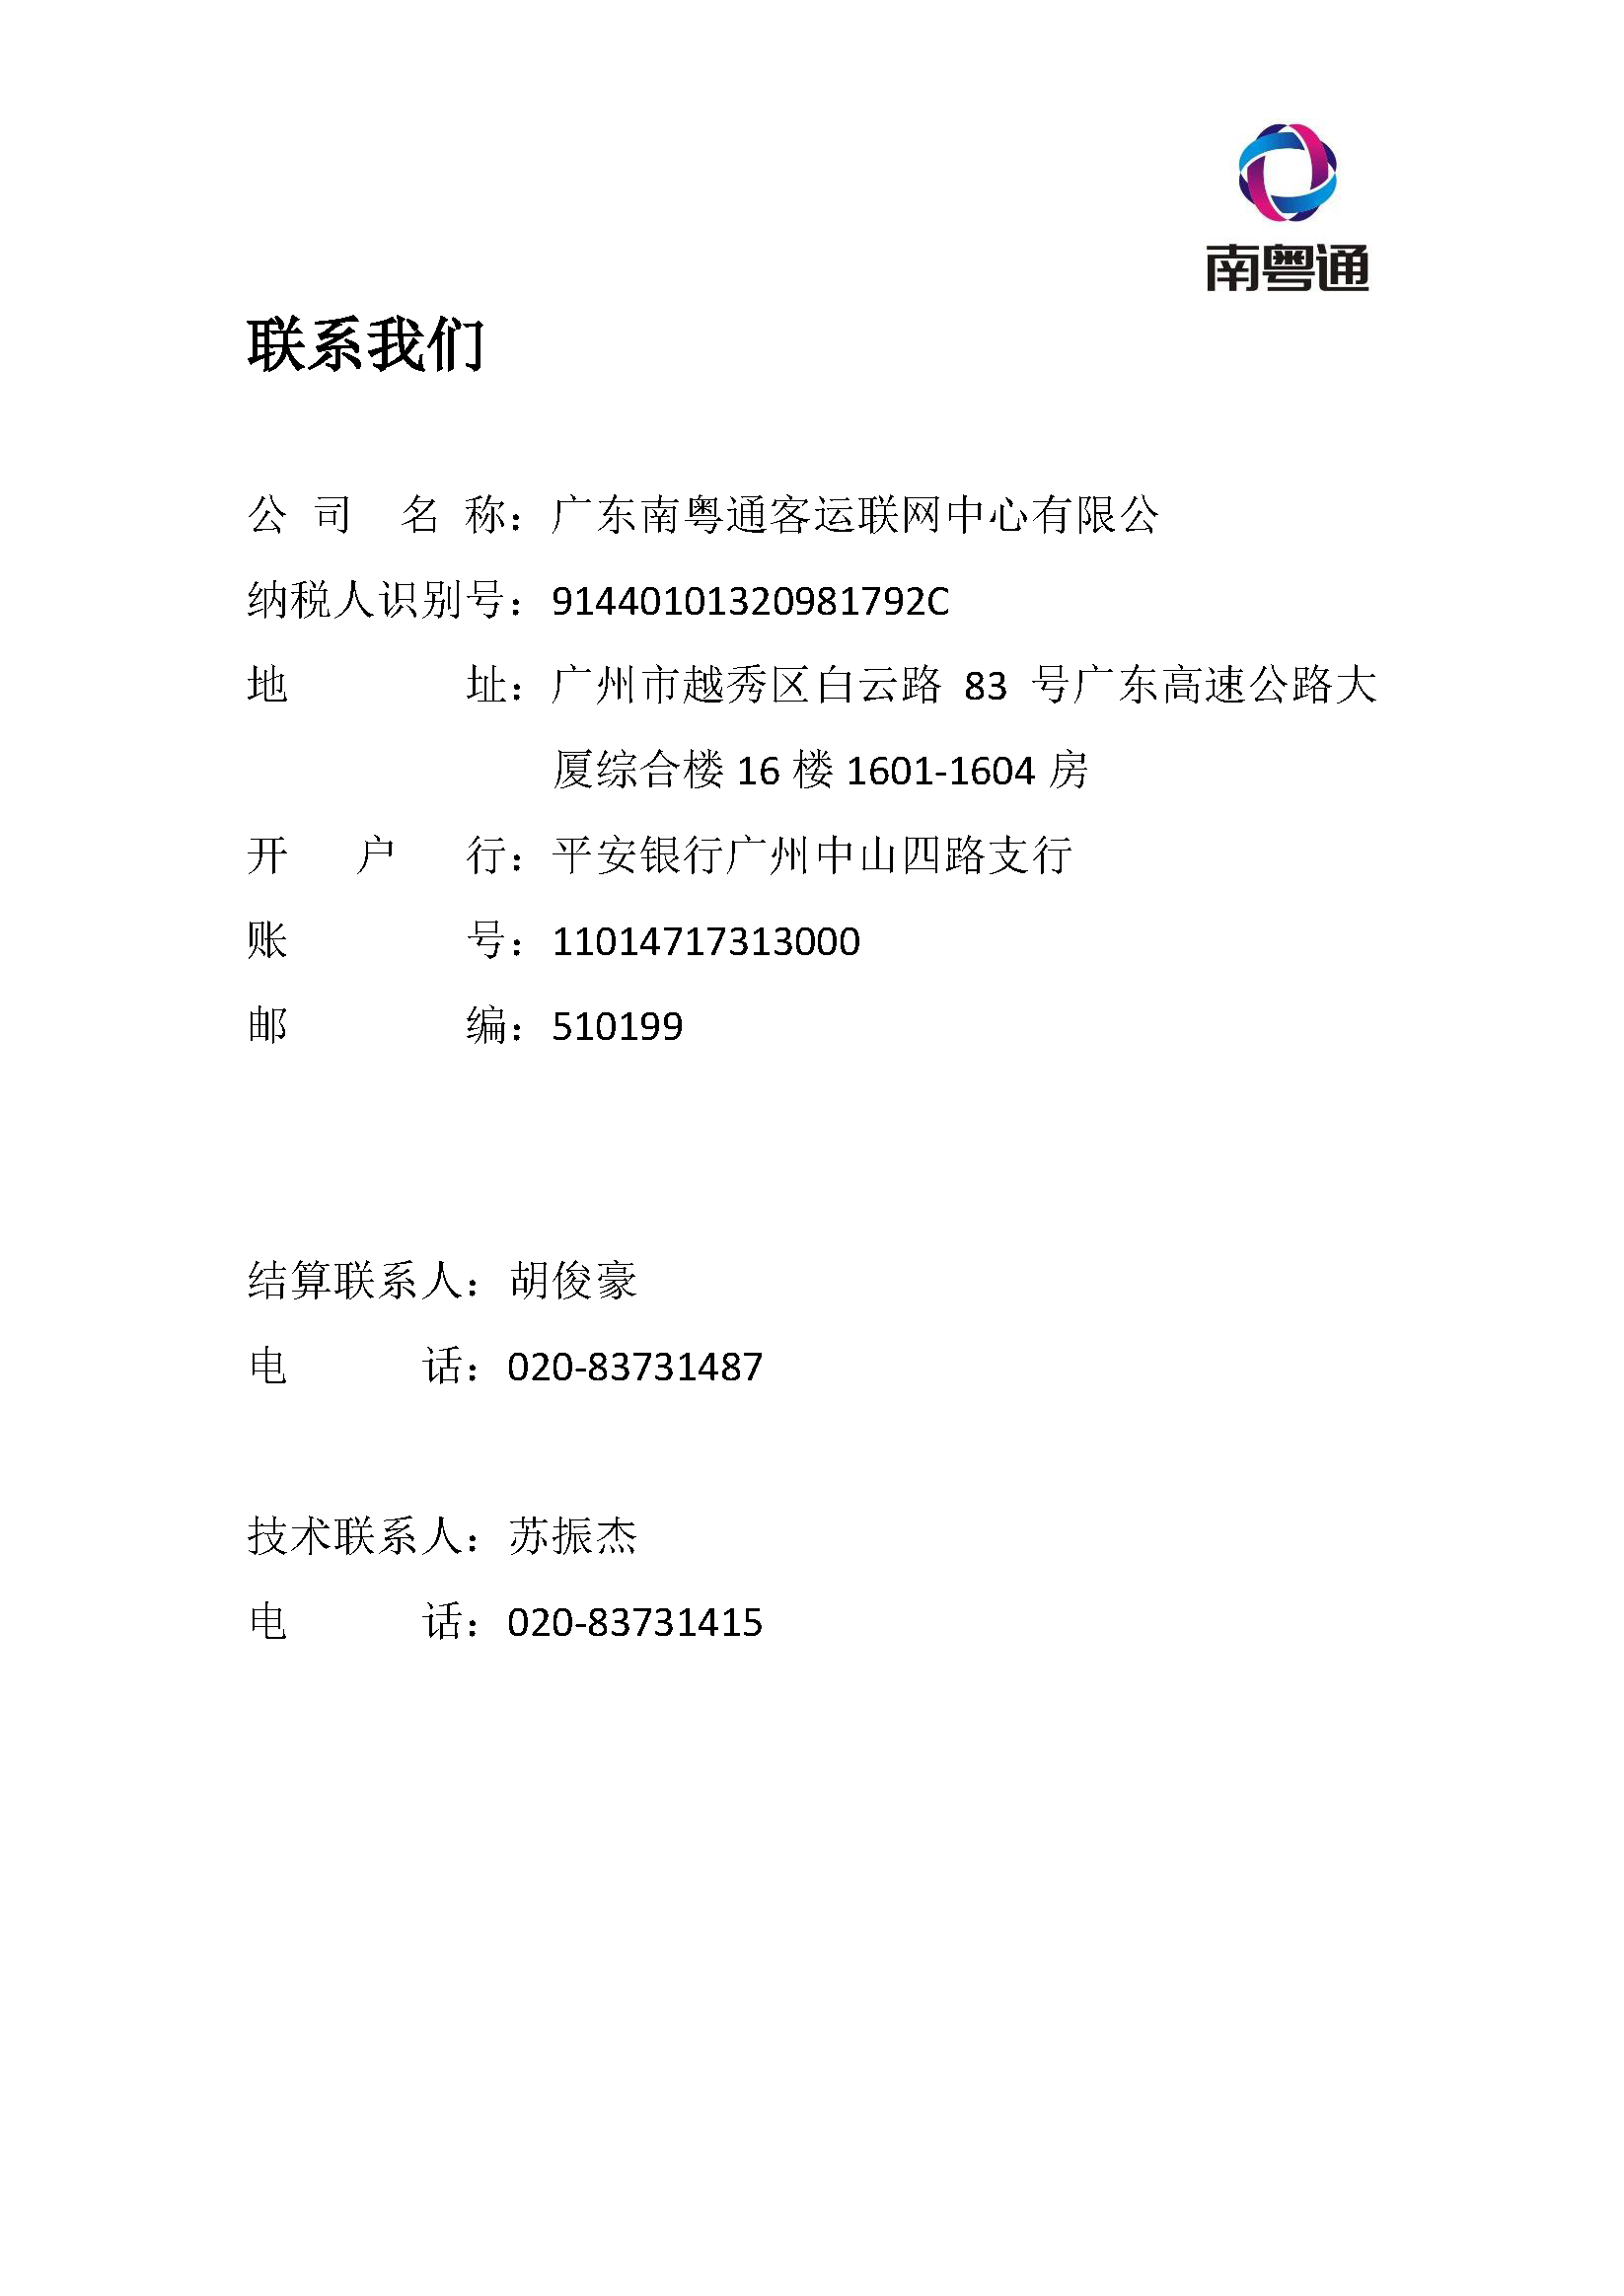 南粤通
联系我们
公司名称：广东南粤通客运联网中心有限公
纳税人识别号：91440101320981792C
地址：广州市越秀区白云路 83 号广东高速公路大
厦综合楼 16 楼 1601-1604 房
开户行：平安银行广州中山四路支行
账号：11014717313000
邮编：510199
结算联系人：胡俊豪
电话：020-83731487
技术联系人：苏振杰
电话：020-83731415